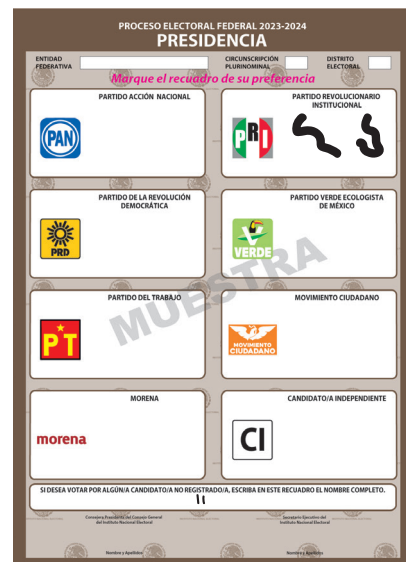 PROCESO ELECTORAL FEDERAL 2023-2024
PRESIDENCIA
ENTIDAD FEDERATIVA
CIRCUNSCRIPCIÓN PLURINOMINAL
DISTRITO ELECTORAL
Marque el recuadro de su preferencia
PARTIDO ACCIÓN NACIONAL
PAN
PARTIDO REVOLUCIONARIO
INSTITUCIONAL
PRI
PARTIDO DE LA REVOLUCIÓN
DEMOCRÁTICA
PRD
PARTIDO VERDE ECOLOGISTA
DE MÉXICO
VERDE
MUESTRA
PARTIDO DEL TRABAJO
PT
MOVIMIENTO CIUDADANO
MOVIMIENTO
CIUDADANO
MORENA
morena
CANDIDATO/A INDEPENDIENTE
CI
SI DESEA VOTAR POR ALGÚN/A CANDIDATO/A NO REGISTRADO/A, ESCRIBA EN ESTE RECUADRO EL NOMBRE COMPLETO.
Consejera Presidenta del Consejo General
del Instituto Nacional Electoral
Secretario Ejecutivo del
Instituto Nacional Electoral
Nombre y Apellidos
Nombre y Apellidos